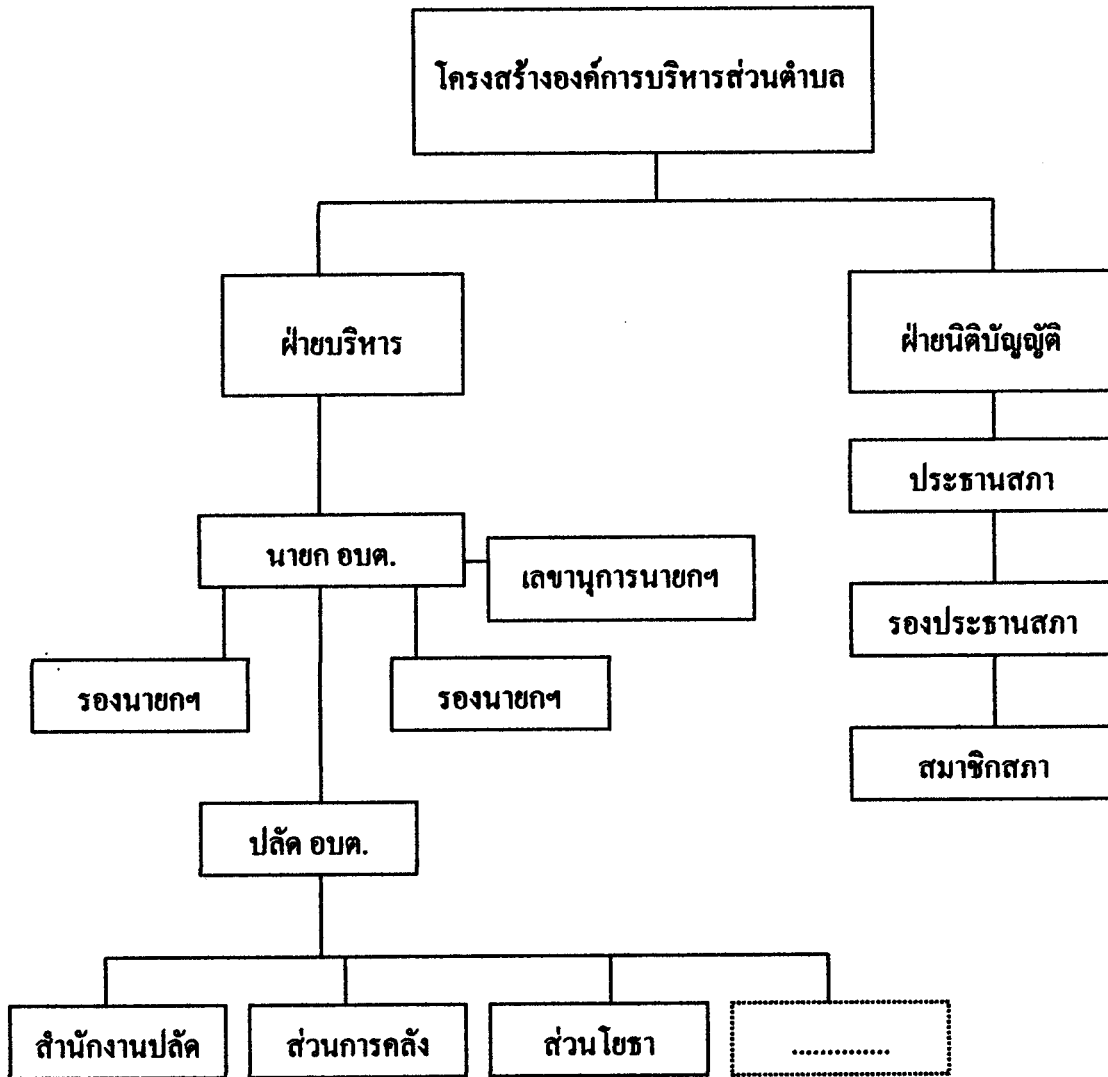 โครงสร้างองค์การบริหารส่วนตำบล
ฝ่ายบริหาร
ฝ่ายนิติบัญญัติ
ประธานสภา
นายก อบต.
เลขานุการนายกฯ
รองประธานสภา
รองนายกฯ
รองนายกฯ
สมาชิกสภา
ปลัด อบต.
สำนักงานปลัด
ส่วนการคลัง
ส่วนโยธา
..............